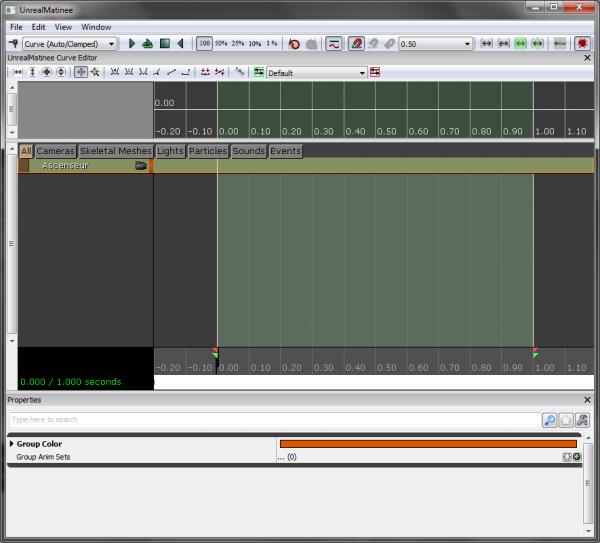 UnrealMatinee
File Edit View Window
Curve (Auto/Clamped) 100 50% 25% 10% 1% 0.50
UnrealMatinee Curve Editor
Default
0.00
-0.20 -0.10 0.00 0.10 0.20 0.30 0.40 0.50 0.60 0.70 0.80 0.90 1.00 1.10
All Cameras Skeletal Meshes Lights Particles Sounds Events
Ascenseur
-0.20 -0.10 0.00 0.10 0.20 0.30 0.40 0.50 0.60 0.70 0.80 0.90 1.00 1.10
0.000 / 1.000 seconds
Properties
Type here to search
Group Color
Group Anim Sets ... (0)